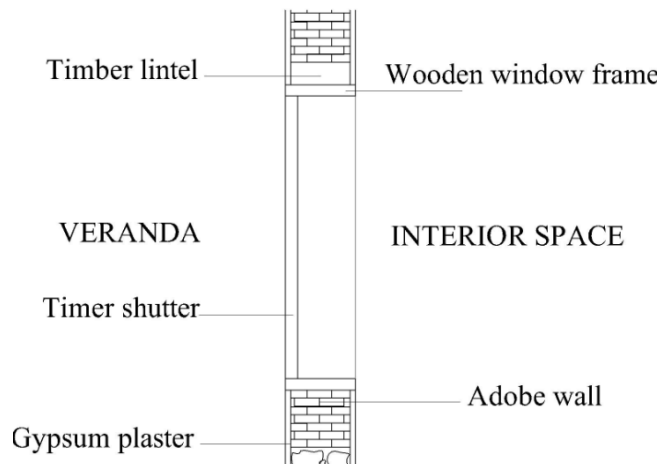 Timber lintel
Wooden window frame
VERANDA
INTERIOR SPACE
Timer shutter
Adobe wall
Gypsum plaster